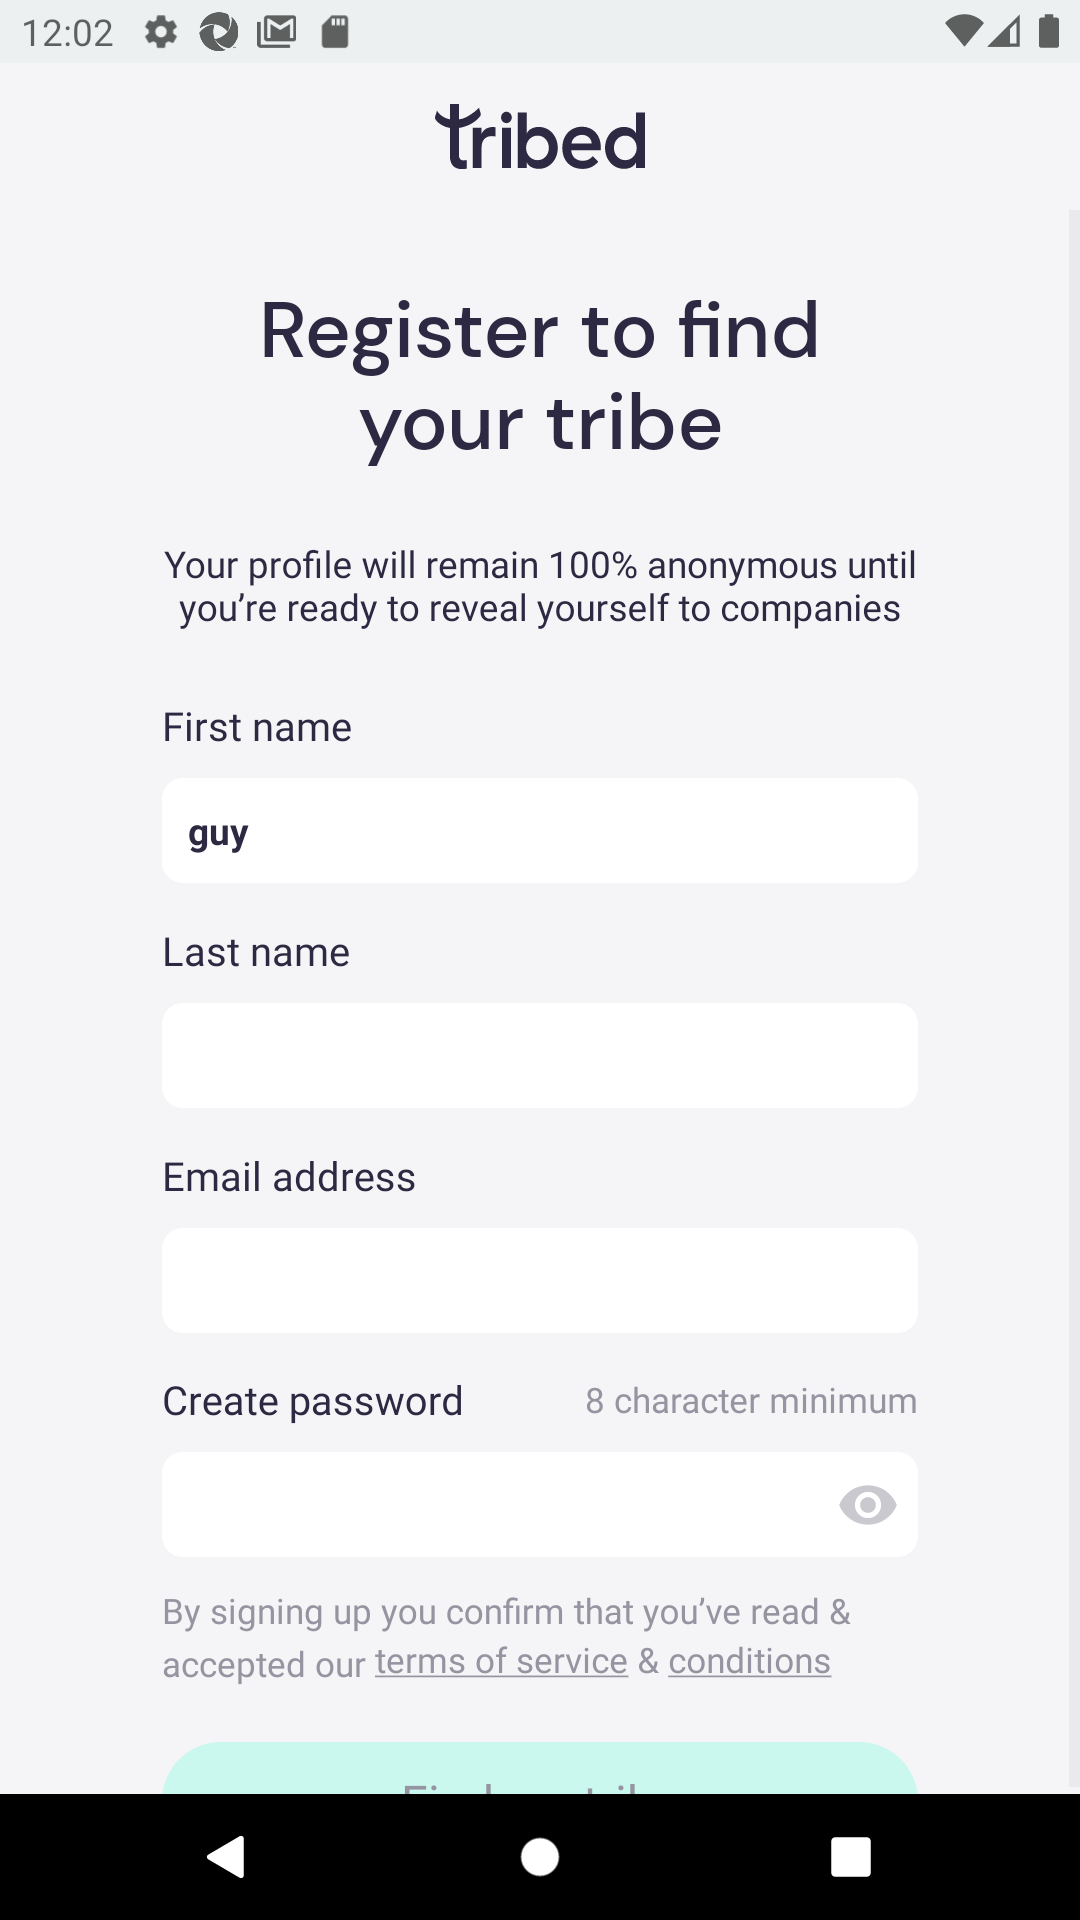 12:02
tribed
Register to find
your tribe
Your profile will remain 100% anonymous until
you’re ready to reveal yourself to companies
First name
guy
Last name
Email address
Create password 8 character minimum
By signing up you confirm that you’ve read &
accepted our terms of service & conditions